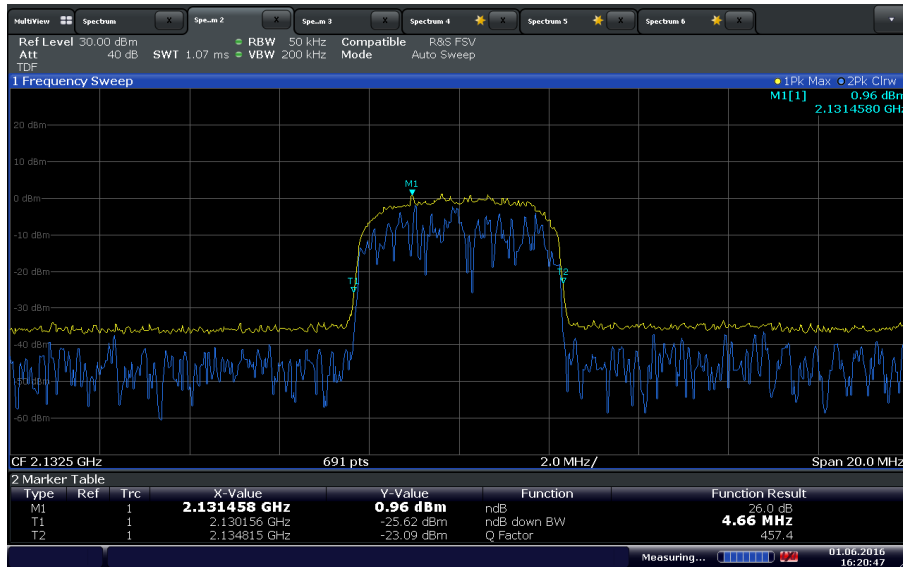 MultiView Spectrum X Spe...m 2 X Spe...m 3 X Spectrum 4 X Spectrum 5 X Spectrum 6 X
Ref Level 30.00 dBm RBW 50 kHz Compatible R&S FSV
Att 40 dB SWT 1.07 ms VBW 200 kHz Mode Auto Sweep
TDF
1 Frequency Sweep 1Pk Max 2Pk Clrw
M1[1] 0.96 dBm
2.1314580 GHz
20 dBm
10 dBm
M1
0 dBm
-10 dBm
-20 dBm
T1 T2
-30 dBm
-40 dBm
-50 dBm
-60 dBm
CF 2.1325 GHz 691 pts 2.0 MHz/ Span 20.0 MHz
2 Marker Table
Type Ref Trc X-Value Y-Value Function Function Result
M1 1 2.131458 GHz 0.96 dBm ndB 26.0 dB
T1 1 2.130156 GHz -25.62 dBm ndB down BW 4.66 MHz
T2 1 2.134815 GHz -23.09 dBm Q Factor 457.4
Measuring... 01.06.2016
16:20:47